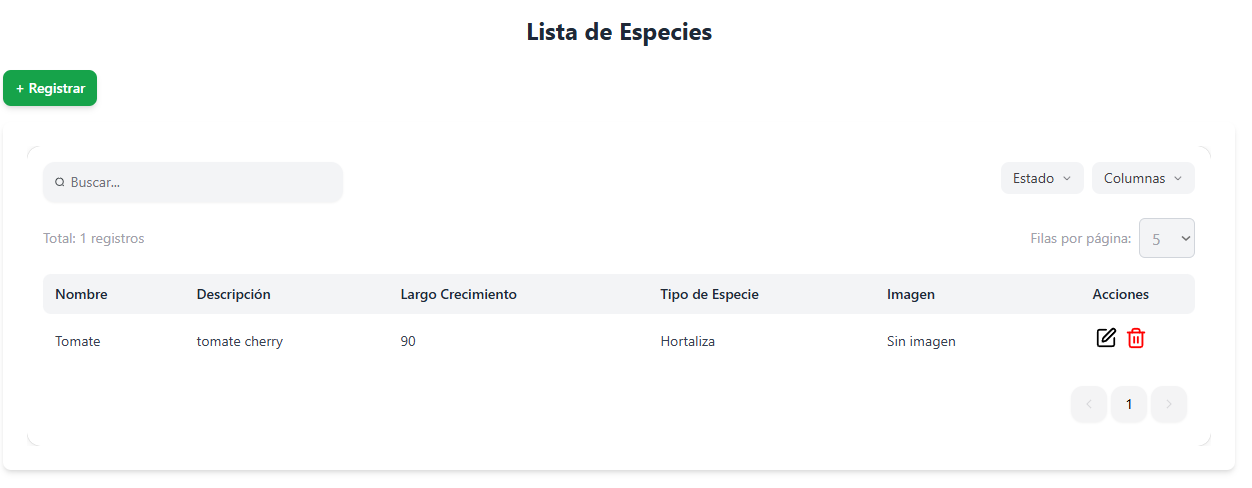 Lista de Especies
+ Registrar
Buscar...
Estado
Columnas
Total: 1 registros
Filas por página: 5
Nombre Descripción Largo Crecimiento Tipo de Especie Imagen Acciones
Tomate tomate cherry 90 Hortaliza Sin imagen
1